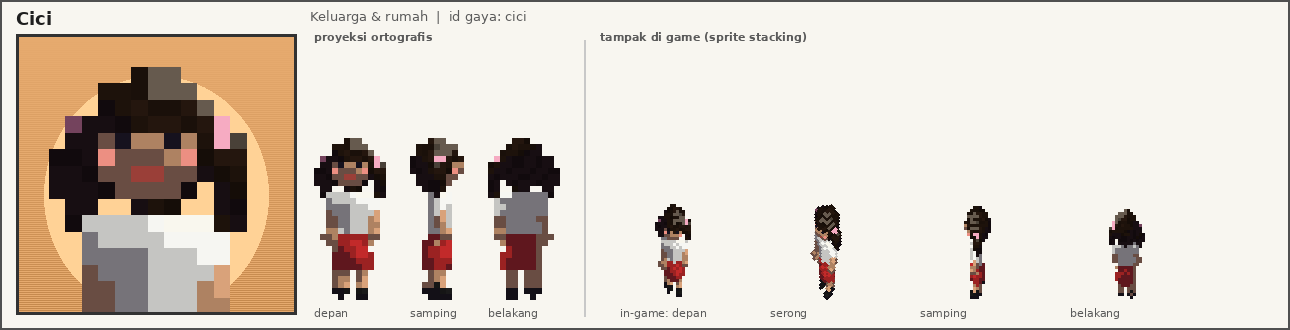 Cici
Keluarga & rumah | id gaya: cici
proyeksi ortografis
tampak di game (sprite stacking)
depan
samping
belakang
in-game: depan
serong
samping
belakang